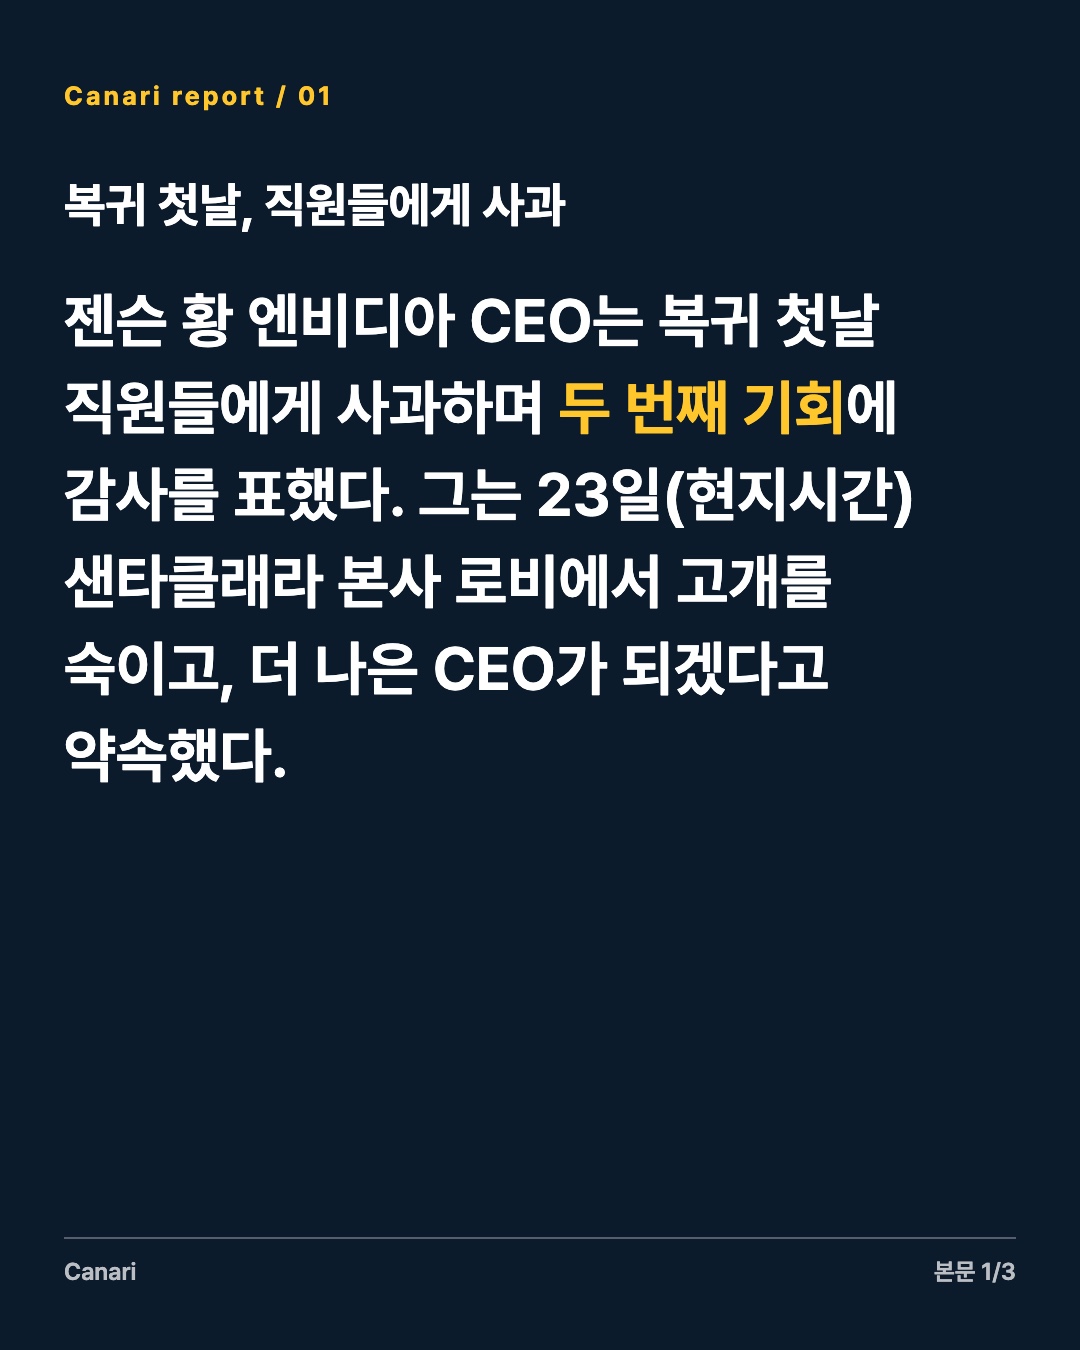 Canari report / 01
복귀 첫날, 직원들에게 사과
젠슨 황 엔비디아 CEO는 복귀 첫날
직원들에게 사과하며 두 번째 기회에
감사를 표했다. 그는 23일(현지시간)
샌타클래라 본사 로비에서 고개를
숙이고, 더 나은 CEO가 되겠다고
약속했다.
Canari
본문 1/3